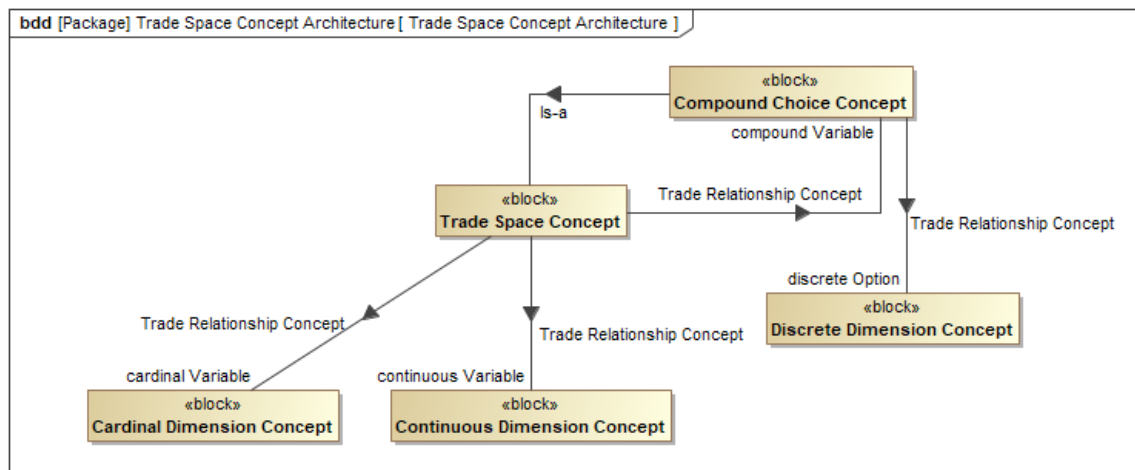 bdd [Package] Trade Space Concept Architecture [ Trade Space Concept Architecture ]
«block»
Compound Choice Concept
Is-a
compound Variable
«block»
Trade Space Concept
Trade Relationship Concept
Trade Relationship Concept
discrete Option
«block»
Discrete Dimension Concept
Trade Relationship Concept
Trade Relationship Concept
cardinal Variable
continuous Variable
«block»
Cardinal Dimension Concept
«block»
Continuous Dimension Concept